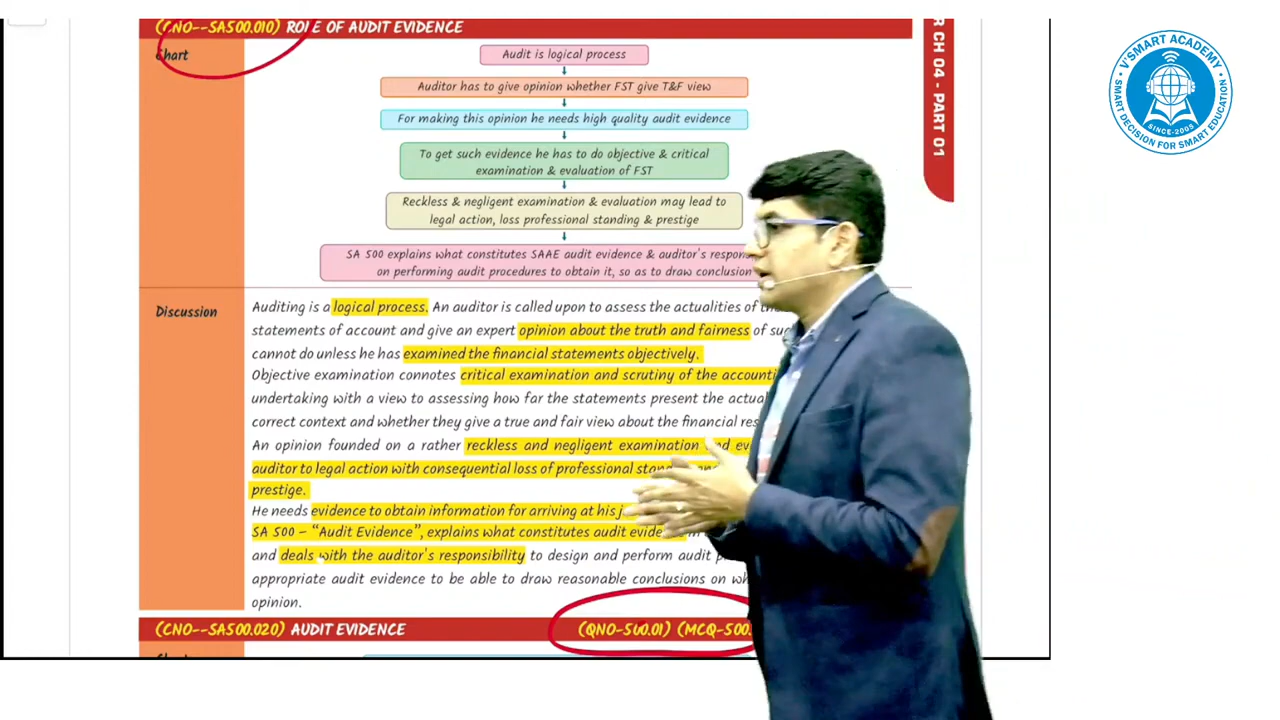 (CNO--SA500.010) ROLE OF AUDIT EVIDENCE
Chart
Audit is logical process
Auditor has to give opinion whether FST give T&F view
For making this opinion he needs high quality audit evidence
To get such evidence he has to do objective & critical
examination & evaluation of FST
Reckless & negligent examination & evaluation may lead to
legal action, loss professional standing & prestige
SA 500 explains what constitutes SAAE audit evidence & auditor's
on performing audit procedures to obtain it, so as to draw conclusion
Discussion
Auditing is a logical process. An auditor is called upon to assess the actualities of
statements of account and give an expert opinion about the truth and fairness of
cannot do unless he has examined the financial statements objectively.
Objective examination connotes critical examination and scrutiny of the
undertaking with a view to assessing how far the statements present the
correct context and whether they give a true and fair view about the financial
An opinion founded on a rather reckless and negligent examination
auditor to legal action with consequential loss of professional
prestige.
He needs evidence to obtain information for arriving at his
SA 500 – “Audit Evidence”, explains what constitutes audit
and deals with the auditor's responsibility to design and perform audit
appropriate audit evidence to be able to draw reasonable conclusions on
opinion.
(CNO--SA500.020) AUDIT EVIDENCE
(QNO-500.01) (MCQ-500.
R CH 04 - PART 01
V'SMART ACADEMY
SINCE-2005
SMART DECISION FOR SMART EDUCATION